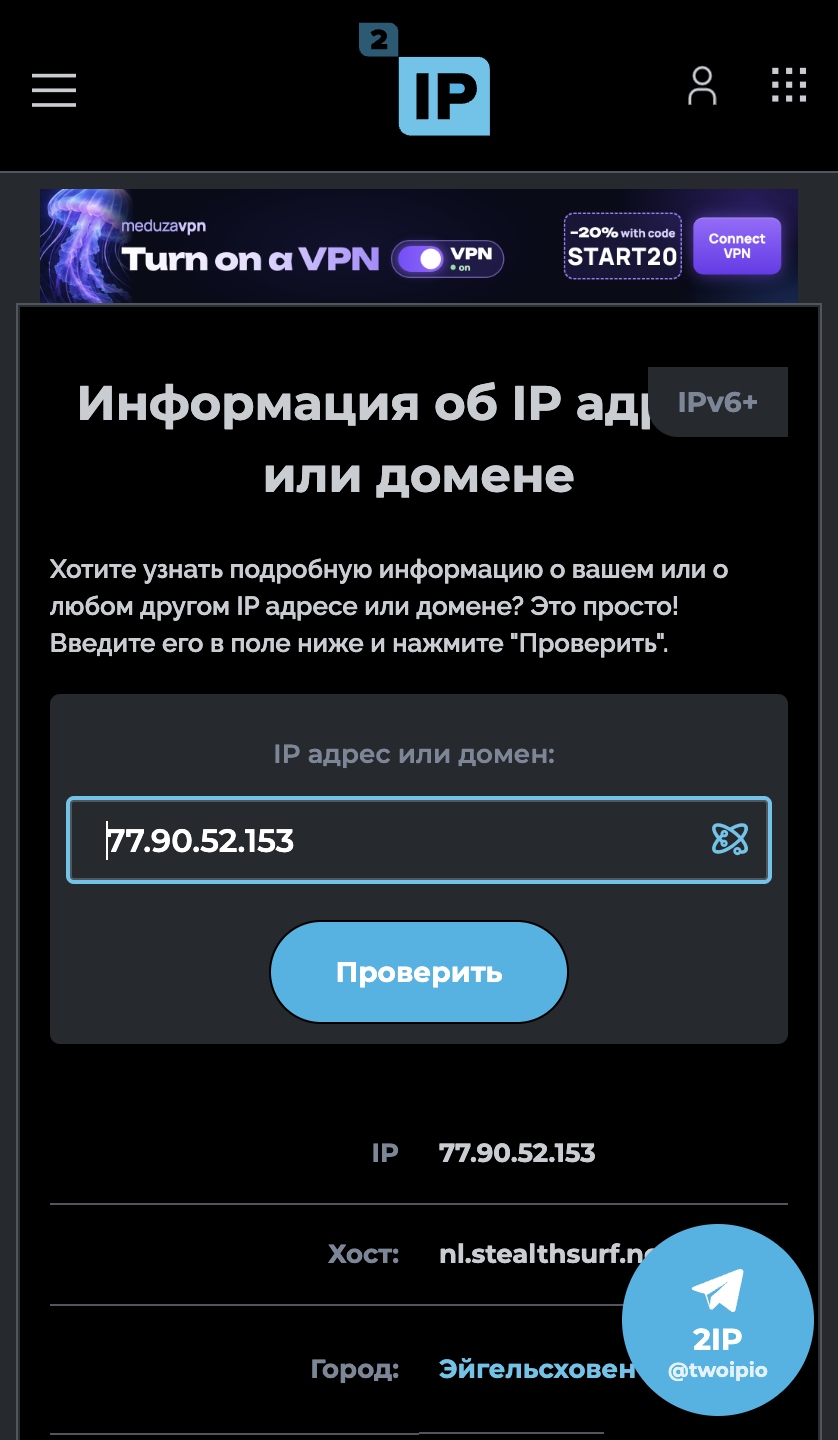 2
IP
meduzavpn
Turn on a VPN
VPN
on
-20% with code
START20
Connect
VPN
Информация об IP адр
IPv6+
или домене
Хотите узнать подробную информацию о вашем или о
любом другом IP адресе или домене? Это просто!
Введите его в поле ниже и нажмите "Проверить".
IP адрес или домен:
77.90.52.153
Проверить
IP 77.90.52.153
Хост: nl.stealthsurf.ne
Город: Эйгельсховен
2IP
@twoipio